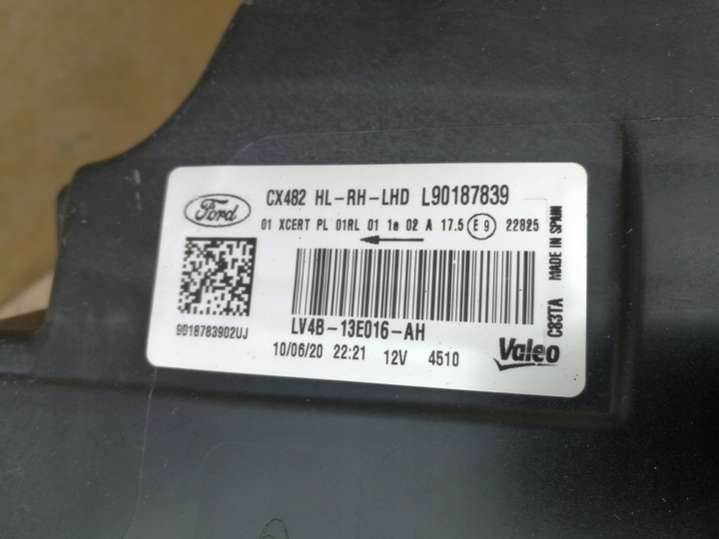 Ford
CX482 HL-RH-LHD L90187839
01 XCERT PL 01RL 01 1a 02 A 17.5 E9 22825
9018783902UJ
LV4B-13E016-AH
10/06/20 22:21 12V 4510
Valeo
C83TA MADE IN SPAIN